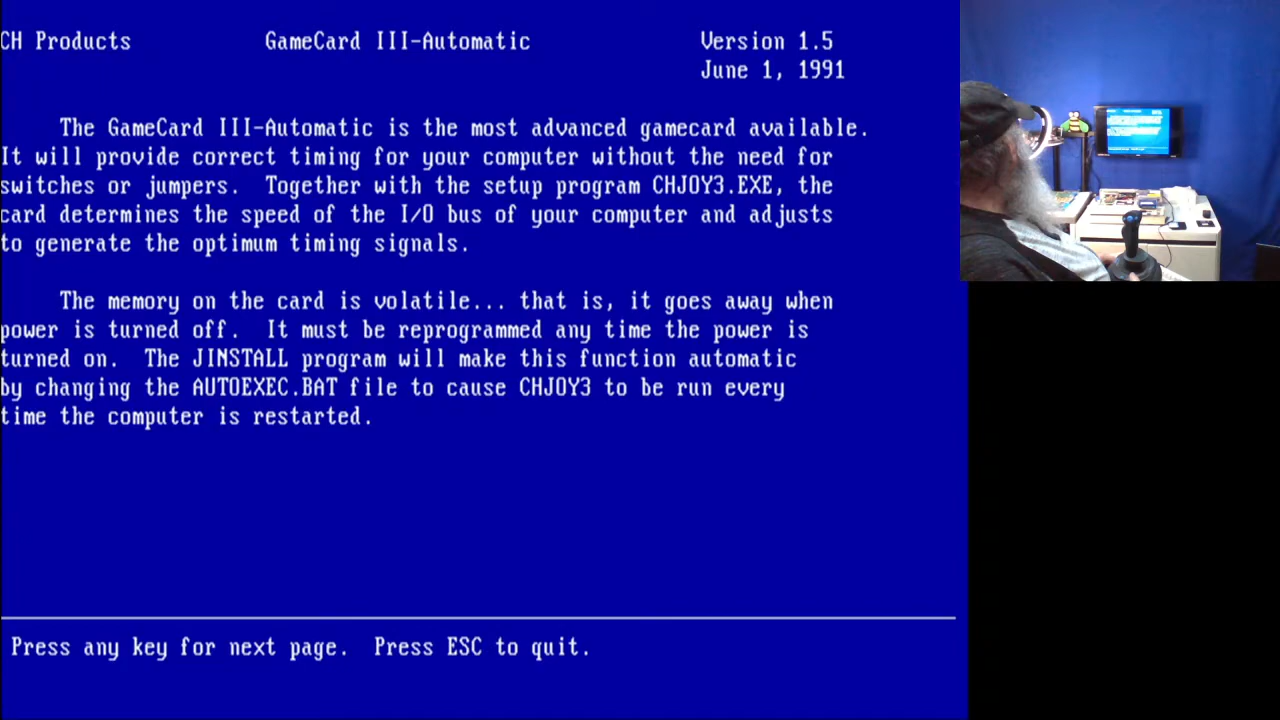 CH Products GameCard III-Automatic Version 1.5
June 1, 1991
The GameCard III-Automatic is the most advanced gamecard available.
It will provide correct timing for your computer without the need for
switches or jumpers. Together with the setup program CHJOY3.EXE, the
card determines the speed of the I/O bus of your computer and adjusts
to generate the optimum timing signals.
The memory on the card is volatile... that is, it goes away when
power is turned off. It must be reprogrammed any time the power is
turned on. The JINSTALL program will make this function automatic
by changing the AUTOEXEC.BAT file to cause CHJOY3 to be run every
time the computer is restarted.
Press any key for next page. Press ESC to quit.